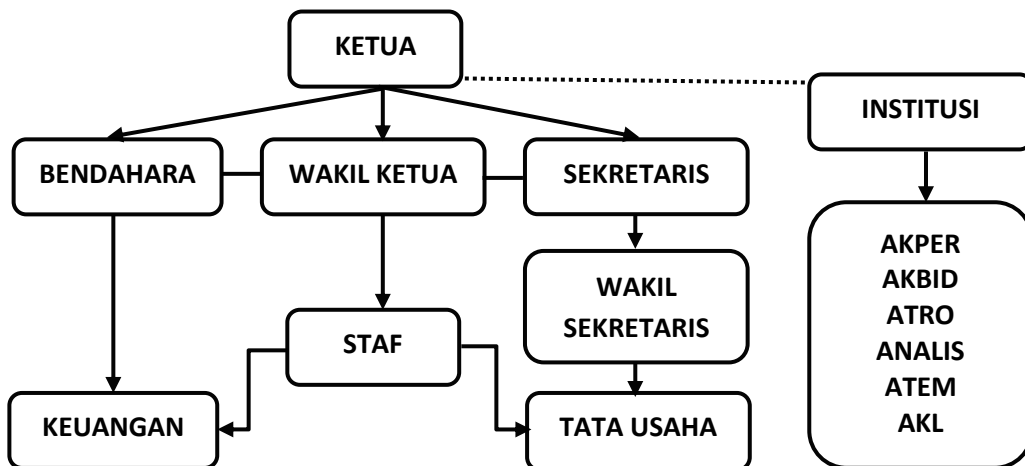 KETUA
INSTITUSI
BENDAHARA
WAKIL KETUA
SEKRETARIS
WAKIL
SEKRETARIS
STAF
KEUANGAN
TATA USAHA
AKPER
AKBID
ATRO
ANALIS
ATEM
AKL